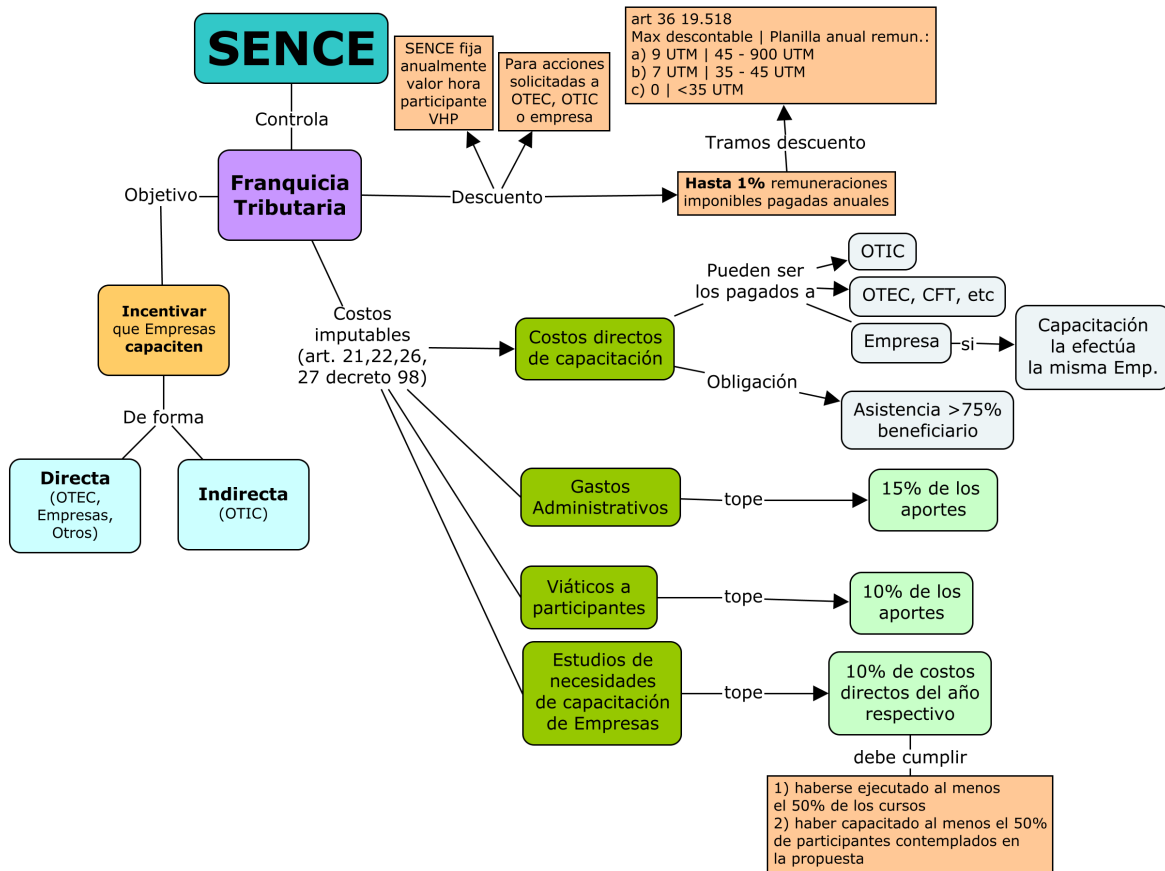 SENCE
Controla
Franquicia
Tributaria
Objetivo
Incentivar
que Empresas
capaciten
De forma
Directa
(OTEC,
Empresas,
Otros)
Indirecta
(OTIC)
Descuento
SENCE fija
anualmente
valor hora
participante
VHP
Para acciones
solicitadas a
OTEC, OTIC
o empresa
Hasta 1% remuneraciones
imponibles pagadas anuales
Tramos descuento
art 36 19.518
Max descontable | Planilla anual remun.:
a) 9 UTM | 45 - 900 UTM
b) 7 UTM | 35 - 45 UTM
c) 0 | <35 UTM
Costos
imputables
(art. 21,22,26,
27 decreto 98)
Costos directos
de capacitación
Pueden ser
los pagados a
OTIC
OTEC, CFT, etc
Empresa
si
Capacitación
la efectúa
la misma Emp.
Obligación
Asistencia >75%
beneficiario
Gastos
Administrativos
tope
15% de los
aportes
Viáticos a
participantes
tope
10% de los
aportes
Estudios de
necesidades
de capacitación
de Empresas
tope
10% de costos
directos del año
respectivo
debe cumplir
1) haberse ejecutado al menos
el 50% de los cursos
2) haber capacitado al menos el 50%
de participantes contemplados en
la propuesta